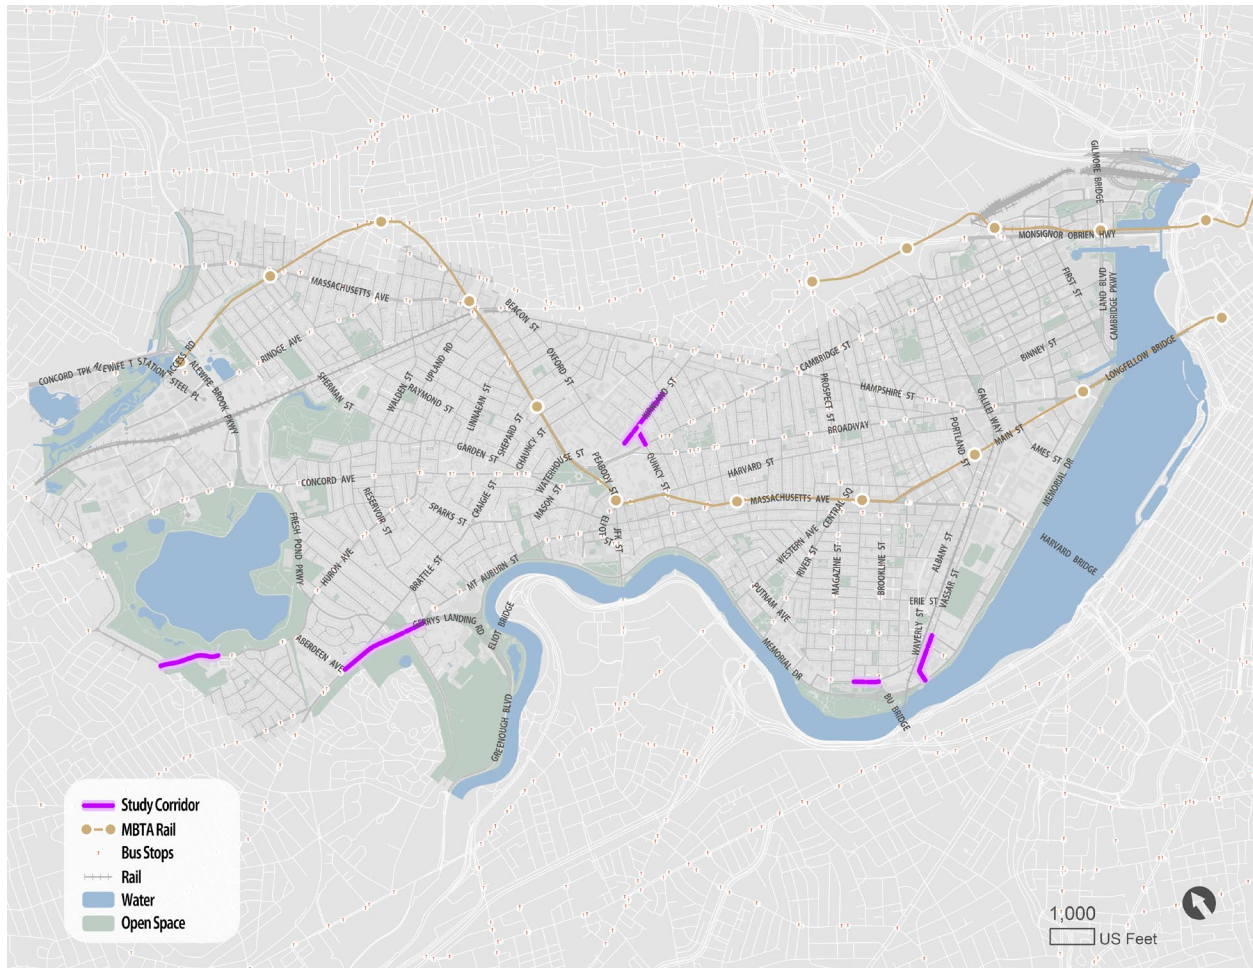 GILMORE BRIDGE
MONSIGNOR OBRIEN HWY
MASSACHUSETTS AVE
FIRST ST
LAND BLVD
CAMBRIDGE PKWY
BEACON ST
RINDGE AVE
CONCORD TPK
ALEWIFE T STATION
ACCESS RD
STEEL PL
ALEWIFE BROOK PKWY
SHERMAN ST
WALDEN ST
UPLAND RD
RAYMOND ST
LINNAEAN ST
OXFORD ST
CAMBRIDGE ST
BINNEY ST
LONGFELLOW BRIDGE
HAMPSHIRE ST
PROSPECT ST
BROADWAY
GALILEI WAY
PORTLAND ST
MAIN ST
AMES ST
MEMORIAL DR
SHEPARD ST
CHAUNCY ST
GARDEN ST
WATERHOUSE ST
PEABODY ST
QUINCY ST
HARVARD ST
CONCORD AVE
RESERVOIR ST
SPARKS ST
CRAIGIE ST
MASON ST
ELIOT ST
JFK ST
MASSACHUSETTS AVE
CENTRAL SQ
WESTERN AVE
RIVER ST
MAGAZINE ST
BROOKLINE ST
ALBANY ST
VASSAR ST
HARVARD BRIDGE
FRESH POND PKWY
HURON AVE
BRATTLE ST
MT AUBURN ST
PUTNAM AVE
ERIE ST
WAVERLY ST
ABERDEEN AVE
GERRYS LANDING RD
ELIOT BRIDGE
MEMORIAL DR
GREENOUGH BLVD
BU BRIDGE
Study Corridor
MBTA Rail
Bus Stops
Rail
Water
Open Space
1,000
US Feet